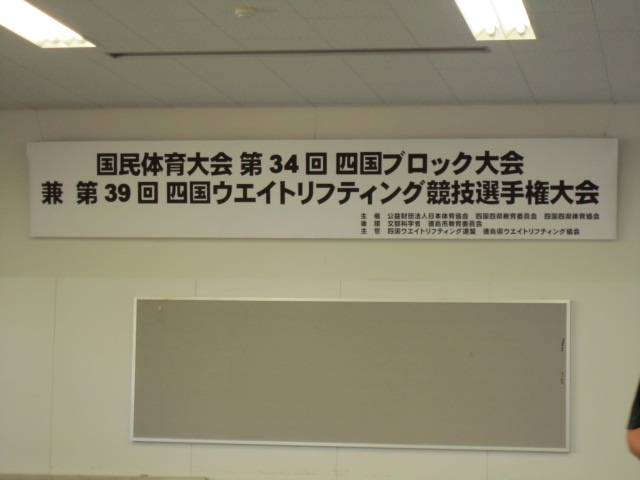 国民体育大会 第34回 四国ブロック大会
兼 第39回 四国ウエイトリフティング競技選手権大会
主 催 公益財団法人日本体育協会 四国四県教育委員会 四国四県体育協会
後 援 文部科学省 徳島市教育委員会
主 管 四国ウエイトリフティング連盟 徳島県ウエイトリフティング協会